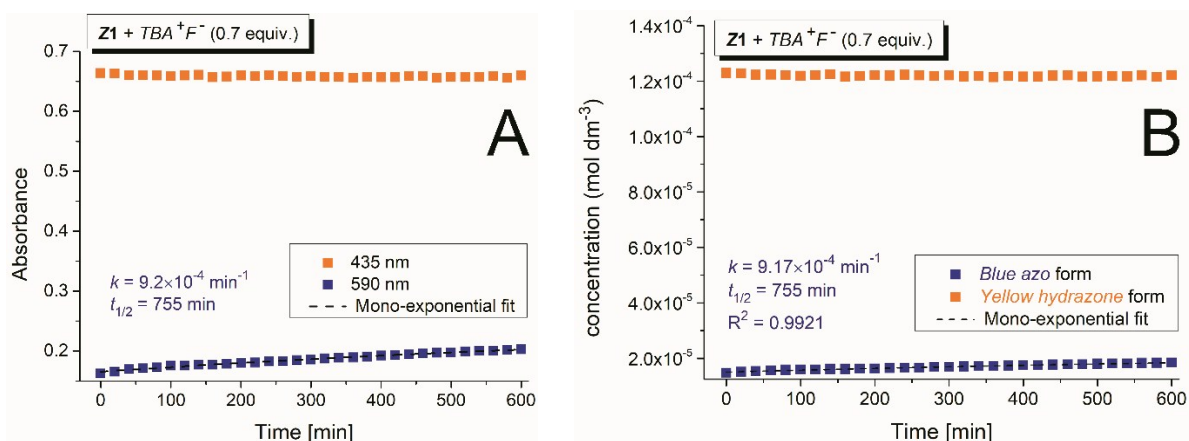 Z1 + TBA⁺F⁻ (0.7 equiv.)
A
Absorbance
0.7
0.6
0.5
0.4
0.3
0.2
k = 9.2×10⁻⁴ min⁻¹
t₁/₂ = 755 min
435 nm
590 nm
Mono-exponential fit
0 100 200 300 400 500 600
Time [min]
Z1 + TBA⁺F⁻ (0.7 equiv.)
B
concentration (mol dm⁻³)
1.4x10⁻⁴
1.2x10⁻⁴
1.0x10⁻⁴
8.0x10⁻⁵
6.0x10⁻⁵
4.0x10⁻⁵
2.0x10⁻⁵
k = 9.17×10⁻⁴ min⁻¹
t₁/₂ = 755 min
R² = 0.9921
Blue azo form
Yellow hydrazone form
Mono-exponential fit
0 100 200 300 400 500 600
Time [min]